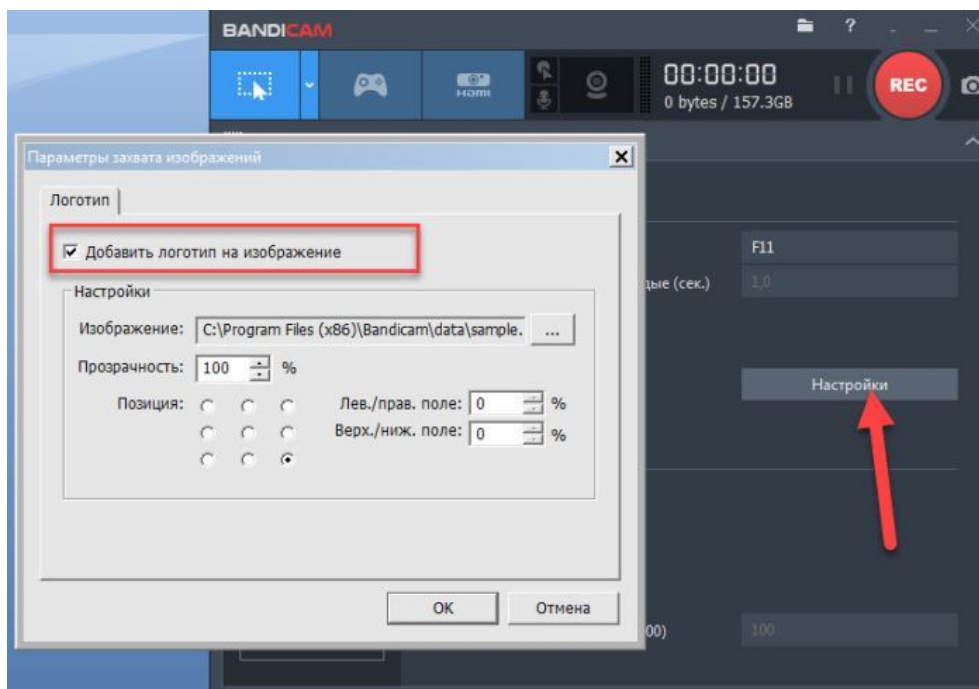 BANDICAM
?
HDMI
00:00:00
0 bytes / 157.3GB
REC
Параметры захвата изображений
Логотип
Добавить логотип на изображение
Настройки
Изображение: C:\Program Files (x86)\Bandicam\data\sample. ...
Прозрачность: 100 %
Позиция:
Лев./прав. поле: 0 %
Верх./ниж. поле: 0 %
OK
Отмена
F11
(сек.) 1,0
Настройки
00) 100